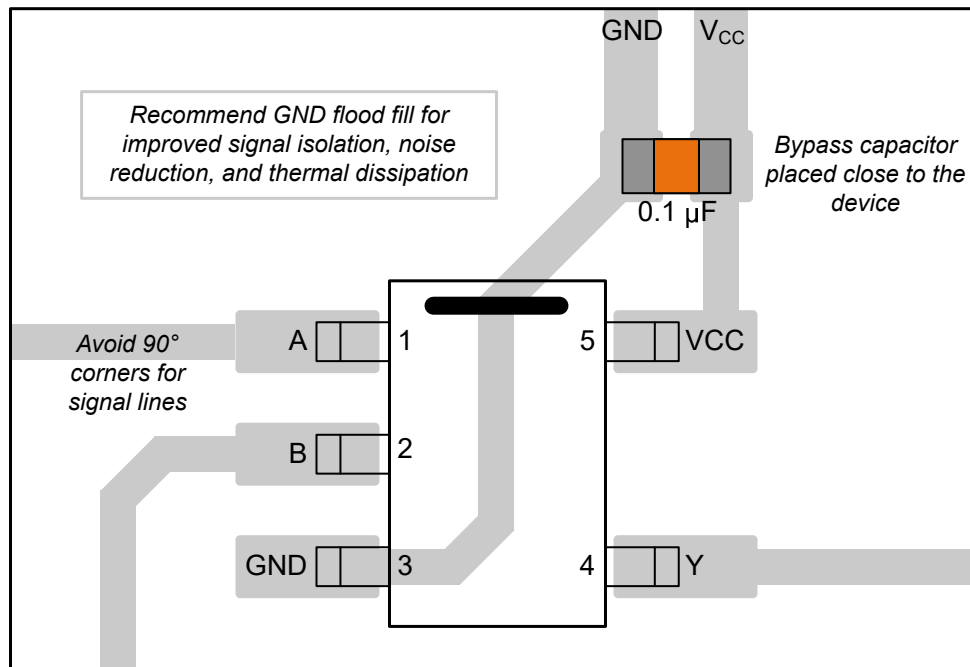 GND
V_CC
Recommend GND flood fill for
improved signal isolation, noise
reduction, and thermal dissipation
Bypass capacitor
placed close to the
device
0.1 µF
A
1
5
VCC
Avoid 90°
corners for
signal lines
B
2
GND
3
4
Y